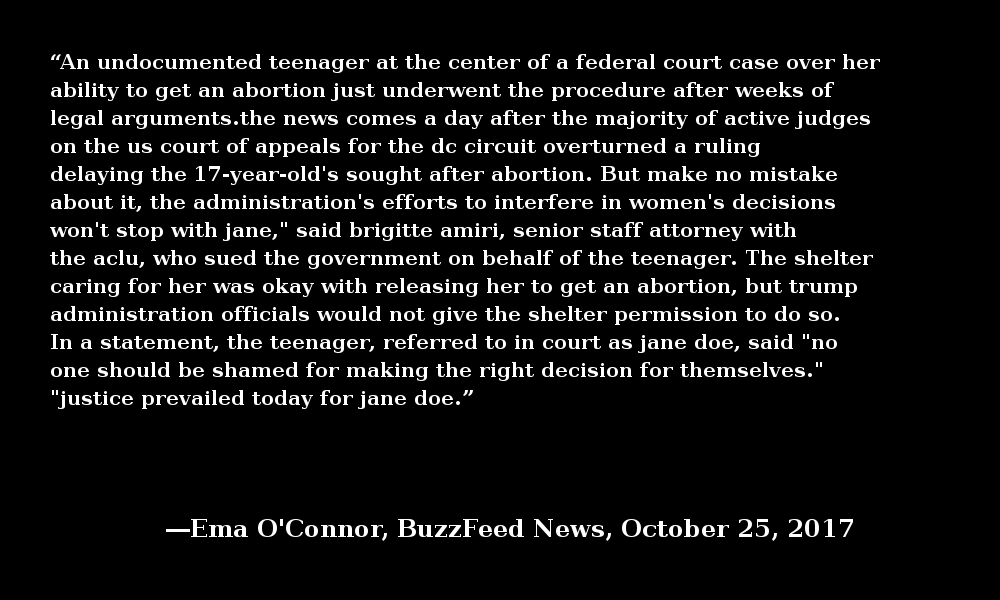 “An undocumented teenager at the center of a federal court case over her
ability to get an abortion just underwent the procedure after weeks of
legal arguments.the news comes a day after the majority of active judges
on the us court of appeals for the dc circuit overturned a ruling
delaying the 17-year-old's sought after abortion. But make no mistake
about it, the administration's efforts to interfere in women's decisions
won't stop with jane," said brigitte amiri, senior staff attorney with
the aclu, who sued the government on behalf of the teenager. The shelter
caring for her was okay with releasing her to get an abortion, but trump
administration officials would not give the shelter permission to do so.
In a statement, the teenager, referred to in court as jane doe, said "no
one should be shamed for making the right decision for themselves."
"justice prevailed today for jane doe.”
—Ema O'Connor, BuzzFeed News, October 25, 2017